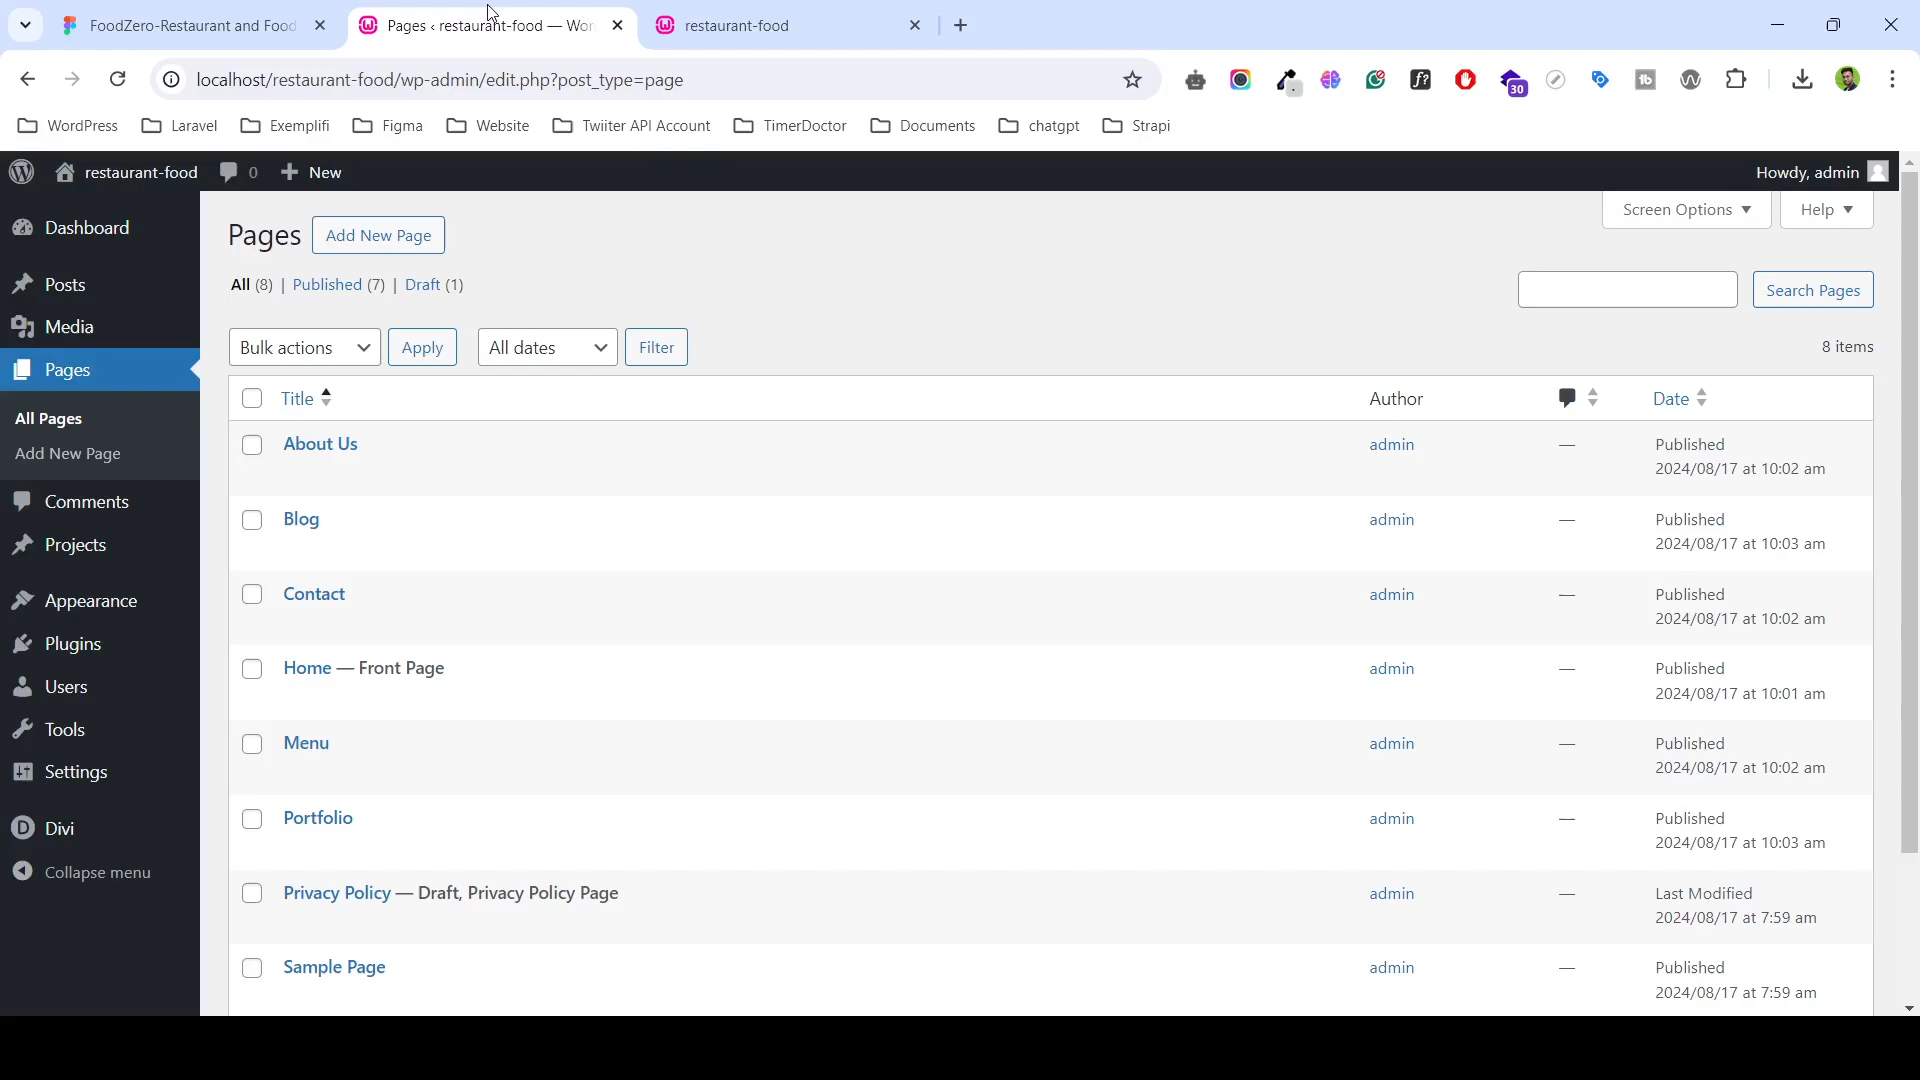 FoodZero-Restaurant and Food
Pages ‹ restaurant-food — Wor
restaurant-food
localhost/restaurant-food/wp-admin/edit.php?post_type=page
30
WordPress
Laravel
Exemplifi
Figma
Website
Twiiter API Account
TimerDoctor
Documents
chatgpt
Strapi
restaurant-food
0
New
Howdy, admin
Dashboard
Posts
Media
Pages
All Pages
Add New Page
Comments
Projects
Appearance
Plugins
Users
Tools
Settings
Divi
Collapse menu
Screen Options
Help
Pages
Add New Page
All (8) | Published (7) | Draft (1)
Search Pages
Bulk actions
Apply
All dates
Filter
8 items
Title
Author
Date
About Us
admin
—
Published
2024/08/17 at 10:02 am
Blog
admin
—
Published
2024/08/17 at 10:03 am
Contact
admin
—
Published
2024/08/17 at 10:02 am
Home — Front Page
admin
—
Published
2024/08/17 at 10:01 am
Menu
admin
—
Published
2024/08/17 at 10:02 am
Portfolio
admin
—
Published
2024/08/17 at 10:03 am
Privacy Policy — Draft, Privacy Policy Page
admin
—
Last Modified
2024/08/17 at 7:59 am
Sample Page
admin
—
Published
2024/08/17 at 7:59 am